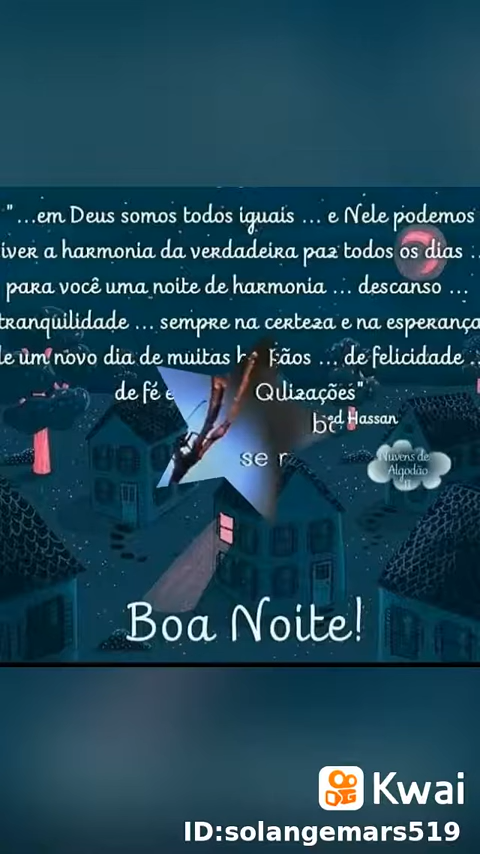 "...em Deus somos todos iguais ... e Nele podemos
iver a harmonia da verdadeira paz todos os dias ..
para você uma noite de harmonia ... descanso ...
tranquilidade ... sempre na certeza e na esperança
de um novo dia de muitas ... de felicidade ..
de fé e
Hassan
se
Nuvens de
Algodão
Boa Noite!
Kwai
ID:solangemars519